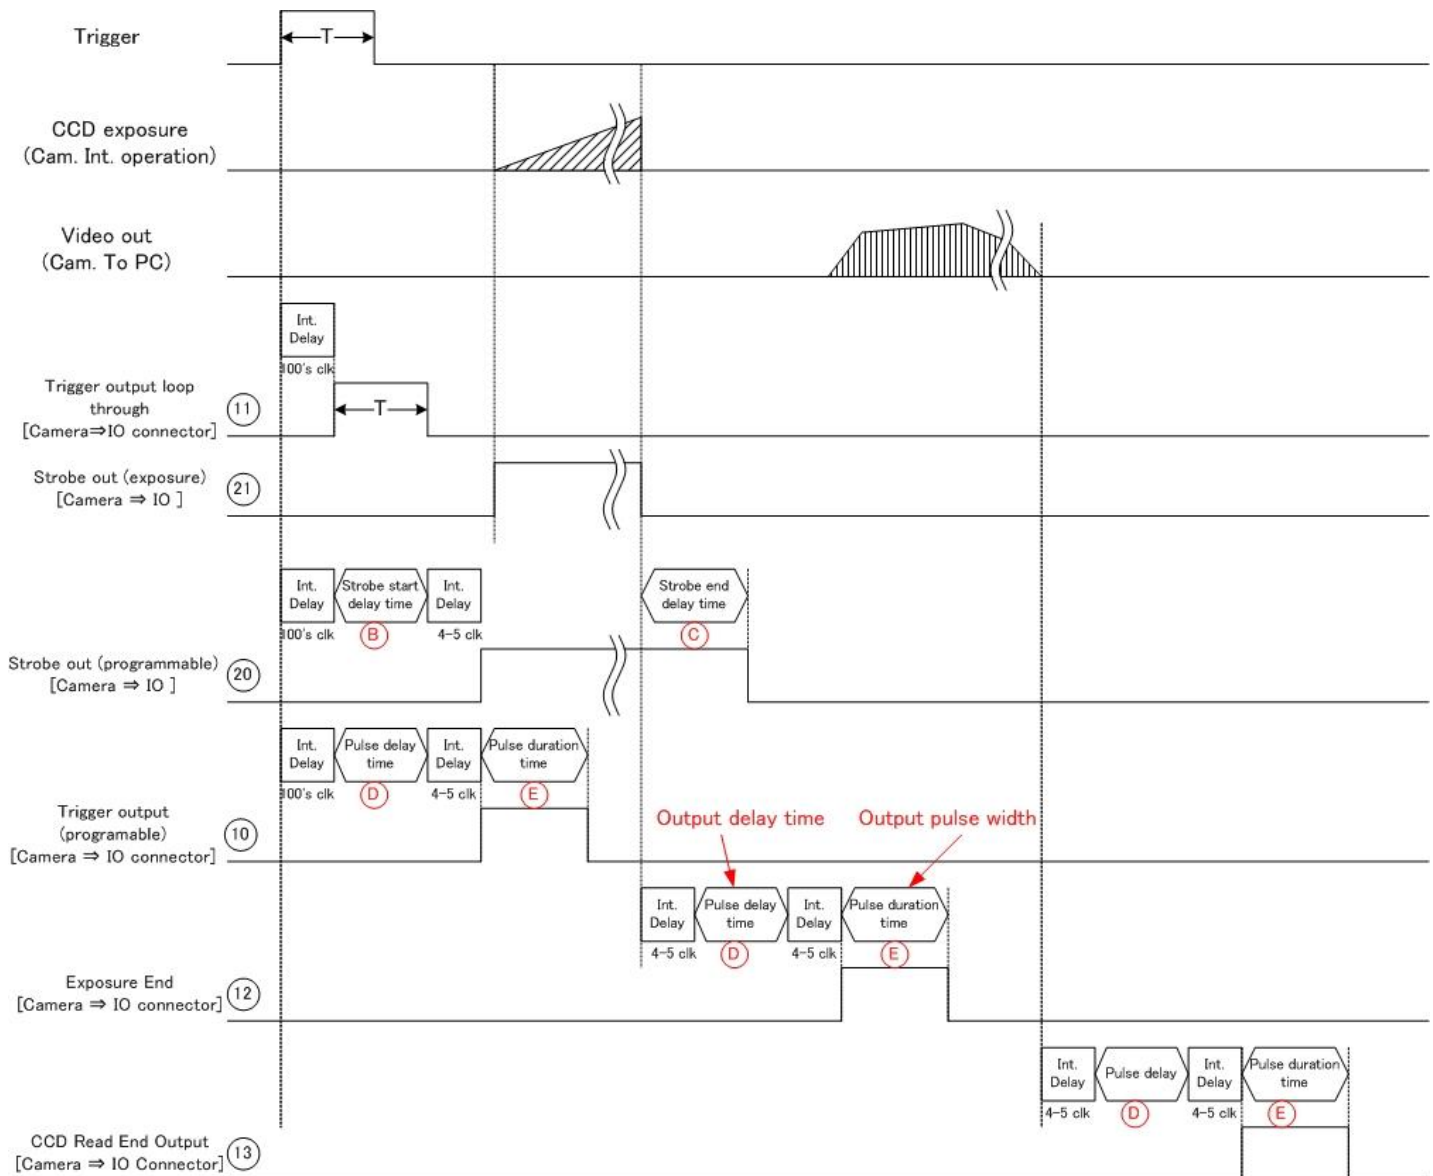 Trigger
T
CCD exposure
(Cam. Int. operation)
Video out
(Cam. To PC)
Int.
Delay
100's clk
Trigger output loop
through
[Camera⇒IO connector]
11
T
Strobe out (exposure)
[Camera ⇒ IO ]
21
Int.
Delay
100's clk
Strobe start
delay time
B
Int.
Delay
4-5 clk
Strobe end
delay time
C
Strobe out (programmable)
[Camera ⇒ IO ]
20
Int.
Delay
100's clk
Pulse delay
time
D
Int.
Delay
4-5 clk
Pulse duration
time
E
Trigger output
(programable)
[Camera ⇒ IO connector]
10
Output delay time
Output pulse width
Int.
Delay
4-5 clk
Pulse delay
time
D
Int.
Delay
4-5 clk
Pulse duration
time
E
Exposure End
[Camera ⇒ IO connector]
12
Int.
Delay
4-5 clk
Pulse delay
D
Int.
Delay
4-5 clk
Pulse duration
time
E
CCD Read End Output
[Camera ⇒ IO Connector]
13